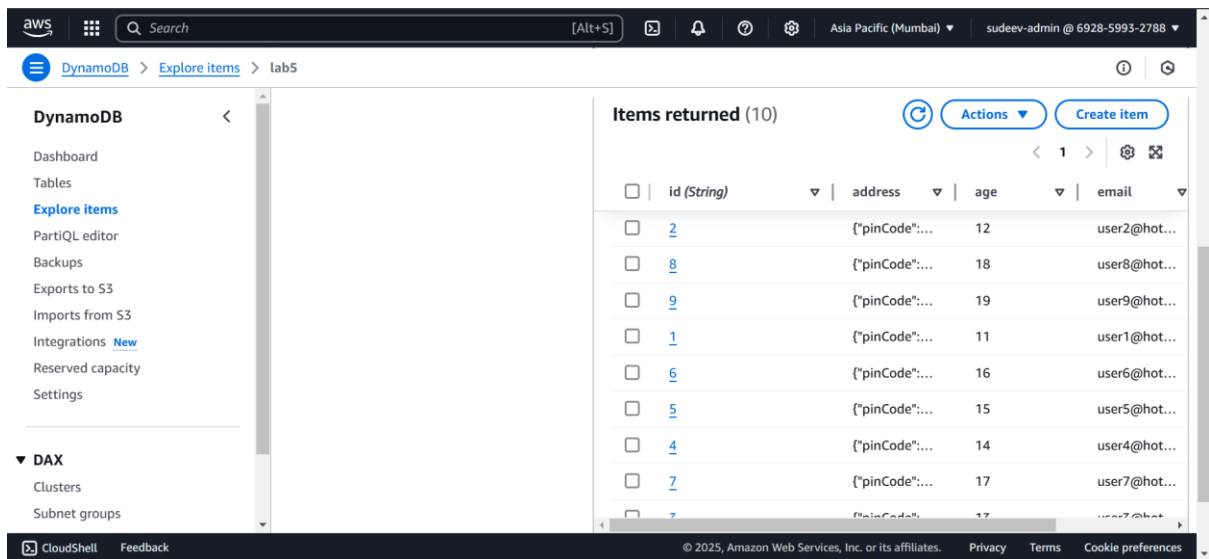 aws
Search [Alt+S] Asia Pacific (Mumbai) ▼ sudeev-admin @ 6928-5993-2788 ▼
DynamoDB > Explore items > lab5
DynamoDB
Dashboard
Tables
Explore items
PartiQL editor
Backups
Exports to S3
Imports from S3
Integrations New
Reserved capacity
Settings
▼ DAX
Clusters
Subnet groups
Items returned (10) Actions ▼ Create item
< 1 >
id (String) address age email
2 {"pinCode":... 12 user2@hot...
8 {"pinCode":... 18 user8@hot...
9 {"pinCode":... 19 user9@hot...
1 {"pinCode":... 11 user1@hot...
6 {"pinCode":... 16 user6@hot...
5 {"pinCode":... 15 user5@hot...
4 {"pinCode":... 14 user4@hot...
7 {"pinCode":... 17 user7@hot...
CloudShell Feedback © 2025, Amazon Web Services, Inc. or its affiliates. Privacy Terms Cookie preferences